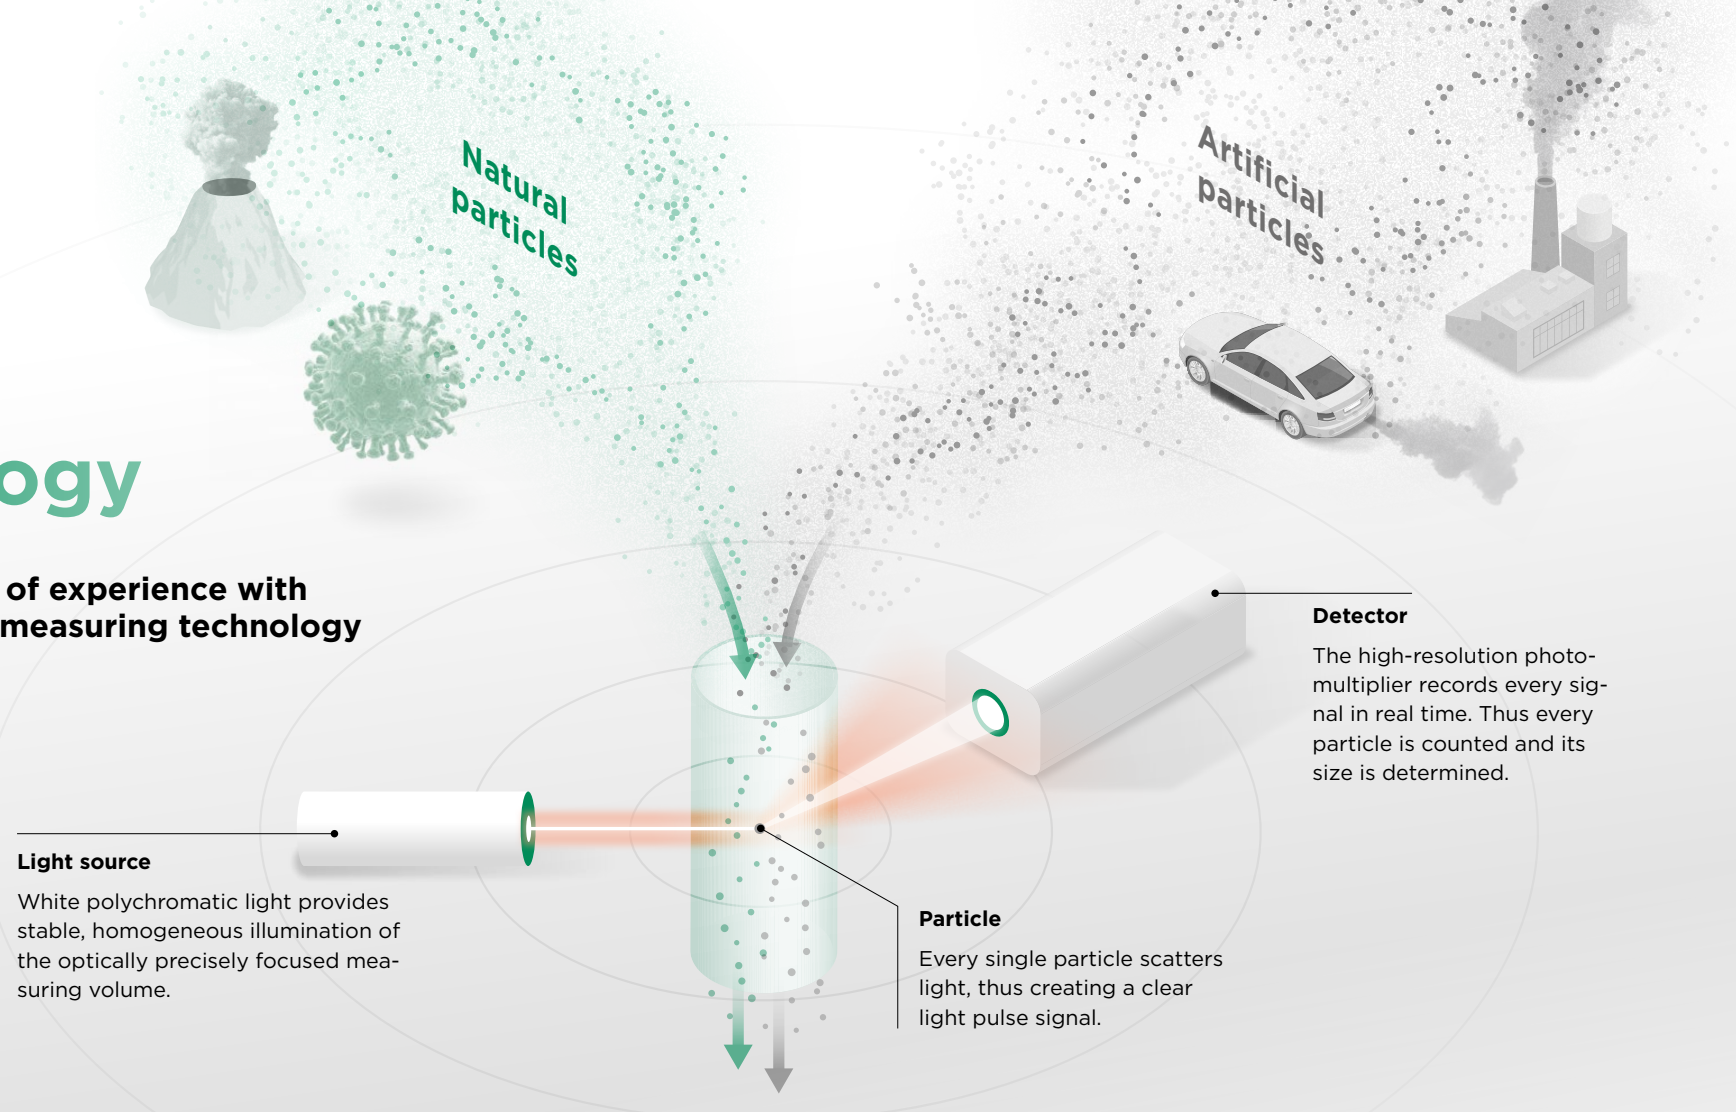 Natural
particles
Artificial
particles
ogy
of experience with
measuring technology
Detector
The high-resolution photo-
multiplier records every sig-
nal in real time. Thus every
particle is counted and its
size is determined.
Light source
White polychromatic light provides
stable, homogeneous illumination of
the optically precisely focused mea-
suring volume.
Particle
Every single particle scatters
light, thus creating a clear
light pulse signal.